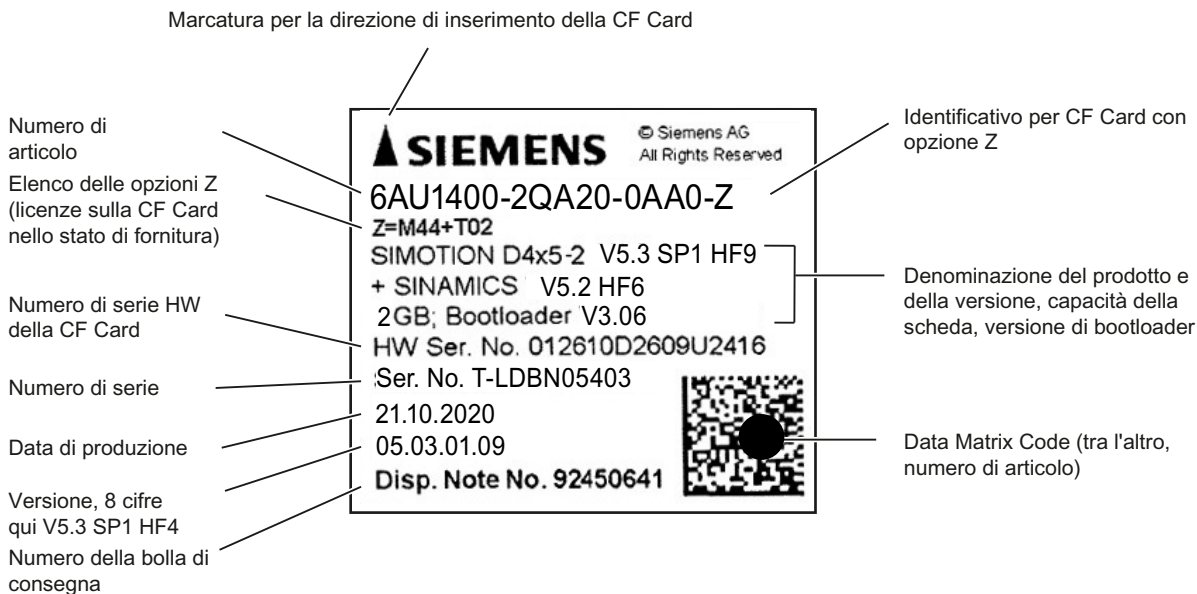 Marcatura per la direzione di inserimento della CF Card
Numero di
articolo
Elenco delle opzioni Z
(licenze sulla CF Card
nello stato di fornitura)
Numero di serie HW
della CF Card
Numero di serie
Data di produzione
Versione, 8 cifre
qui V5.3 SP1 HF4
Numero della bolla di
consegna
SIEMENS
© Siemens AG
All Rights Reserved
6AU1400-2QA20-0AA0-Z
Z=M44+T02
SIMOTION D4x5-2 V5.3 SP1 HF9
+ SINAMICS V5.2 HF6
2GB; Bootloader V3.06
HW Ser. No. 012610D2609U2416
Ser. No. T-LDBN05403
21.10.2020
05.03.01.09
Disp. Note No. 92450641
Identificativo per CF Card con
opzione Z
Denominazione del prodotto e
della versione, capacità della
scheda, versione di bootloader
Data Matrix Code (tra l'altro,
numero di articolo)